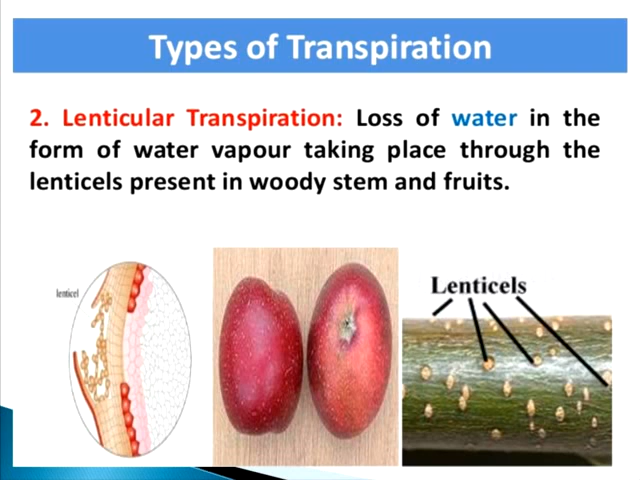 Types of Transpiration
2. Lenticular Transpiration: Loss of water in the
form of water vapour taking place through the
lenticels present in woody stem and fruits.
lenticel
Lenticels